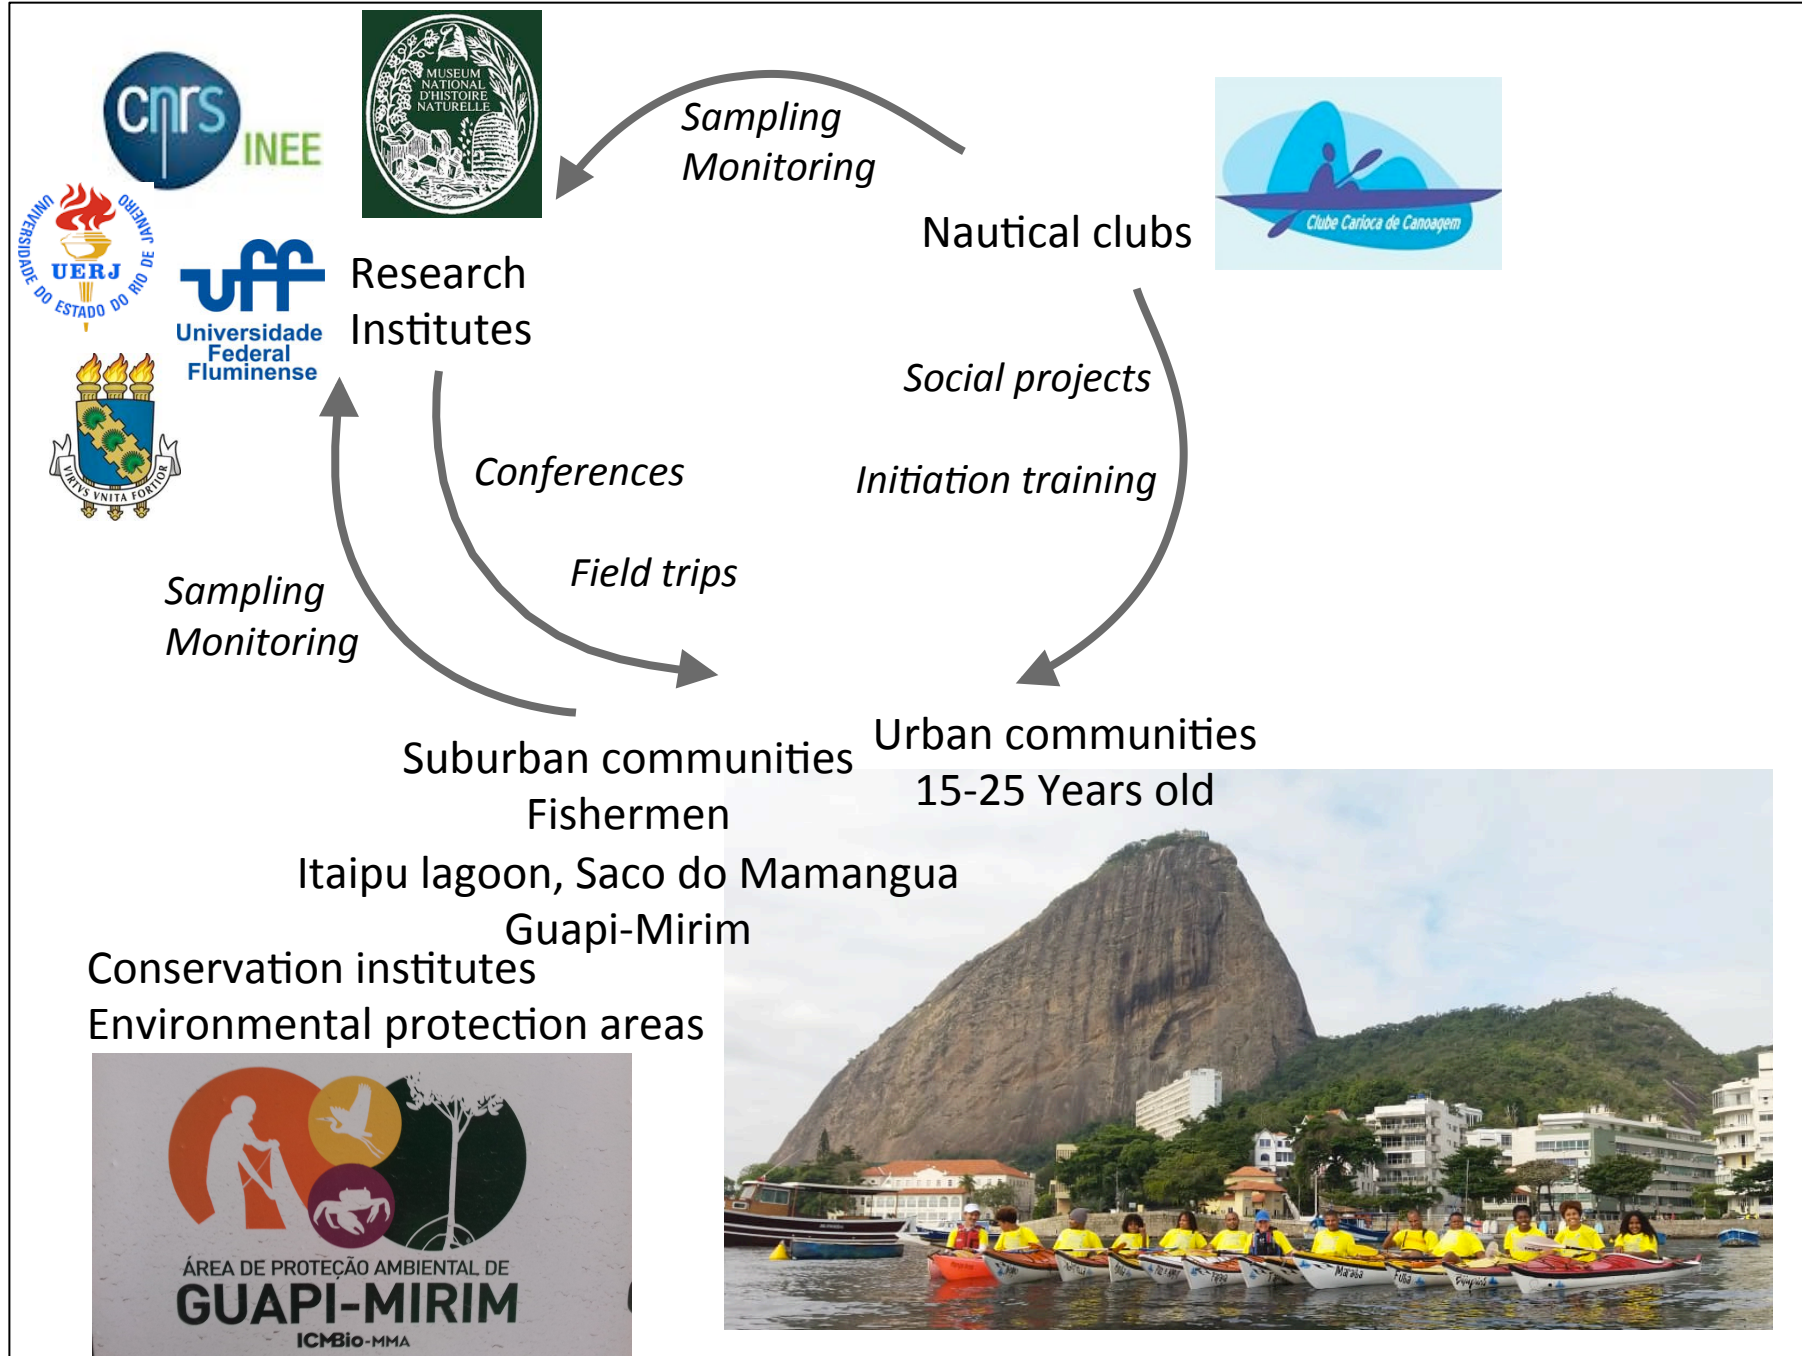 cnrs
INEE
MUSEUM
NATIONAL
D'HISTOIRE
NATURELLE
Sampling
Monitoring
Clube Carioca de Canoagem
Nautical clubs
UNIVERSIDADE DO ESTADO DO RIO DE JANEIRO
UERJ
uff
Universidade
Federal
Fluminense
Research
Institutes
VIRTVS VNITA FORTIOR
Social projects
Initiation training
Conferences
Field trips
Sampling
Monitoring
Suburban communities
Fishermen
Itaipu lagoon, Saco do Mamangua
Guapi-Mirim
Urban communities
15-25 Years old
Conservation institutes
Environmental protection areas
ÁREA DE PROTEÇÃO AMBIENTAL DE
GUAPI-MIRIM
ICMBio-MMA
Marabá
Fubá